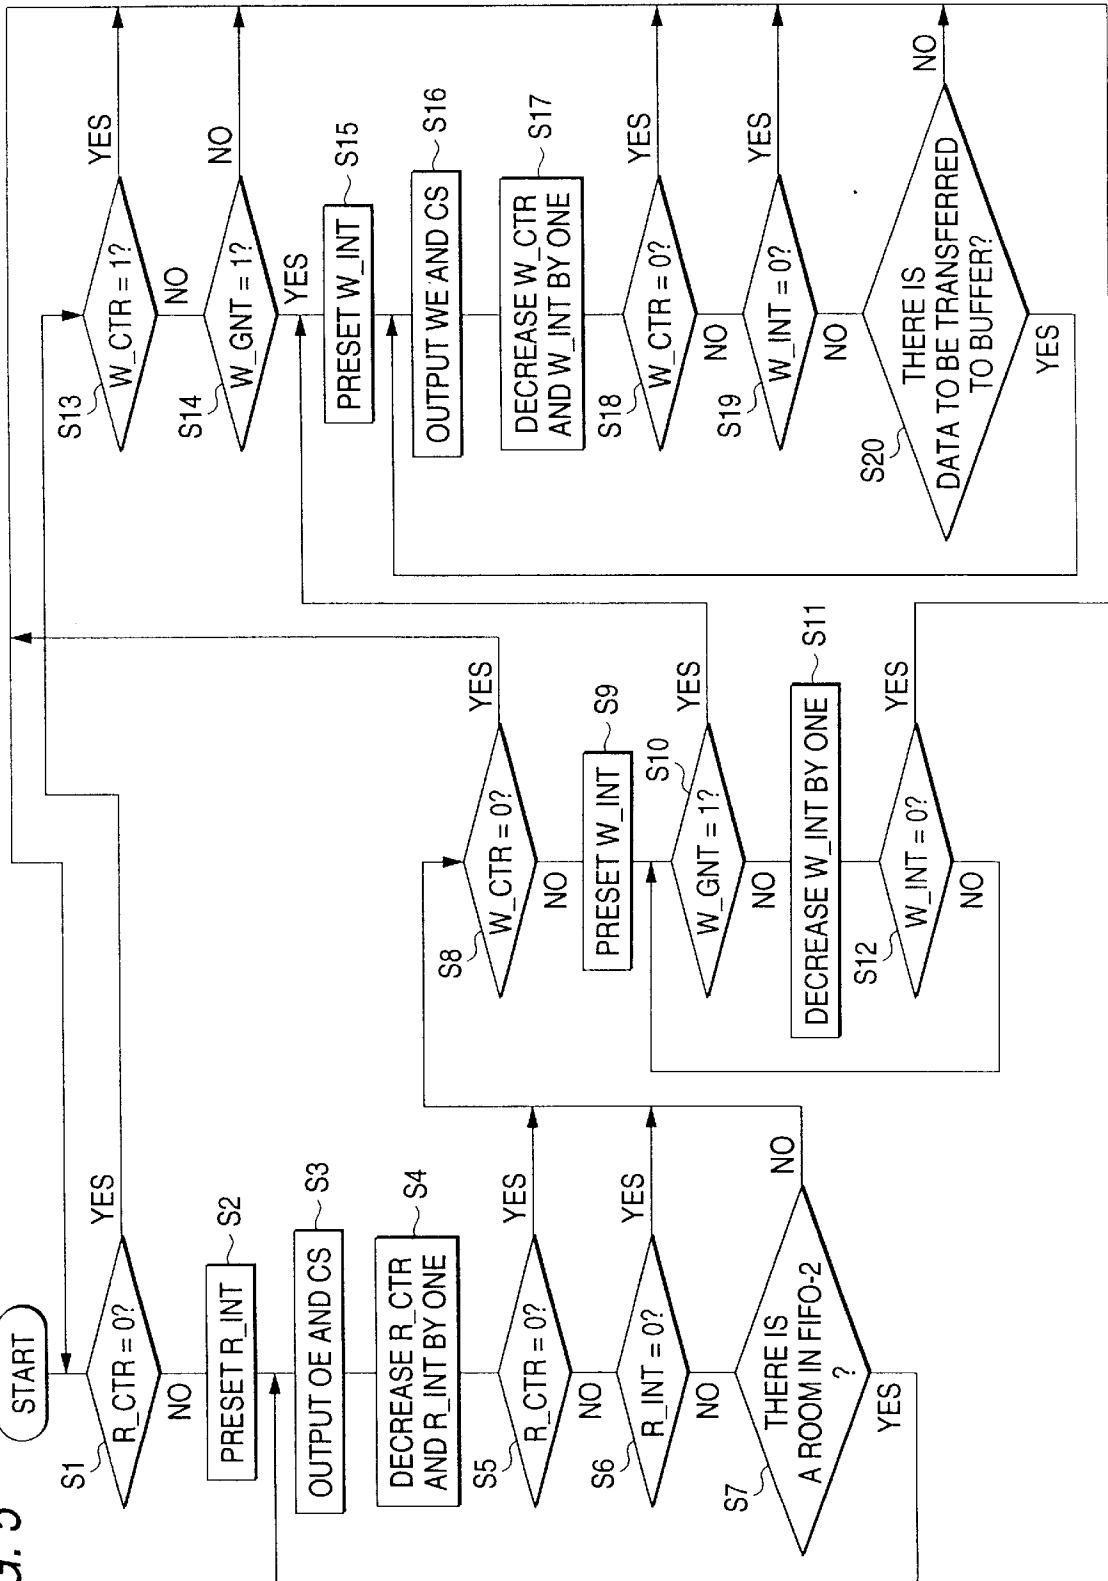 START
S1
R_CTR = 0?
YES
NO
PRESET R_INT
S2
OUTPUT OE AND CS
S3
DECREASE R_CTR
AND R_INT BY ONE
S4
S5
R_CTR = 0?
YES
NO
S6
R_INT = 0?
YES
NO
S7
THERE IS
A ROOM IN FIFO-2
?
NO
YES
S8
W_CTR = 0?
YES
NO
PRESET W_INT
S9
S10
W_GNT = 1?
YES
NO
DECREASE W_INT BY ONE
S11
S12
W_INT = 0?
YES
NO
S13
W_CTR = 1?
YES
NO
S14
W_GNT = 1?
NO
YES
PRESET W_INT
S15
OUTPUT WE AND CS
S16
DECREASE W_CTR
AND W_INT BY ONE
S17
S18
W_CTR = 0?
YES
NO
S19
W_INT = 0?
YES
NO
S20
THERE IS
DATA TO BE TRANSFERRED
TO BUFFER?
NO
YES